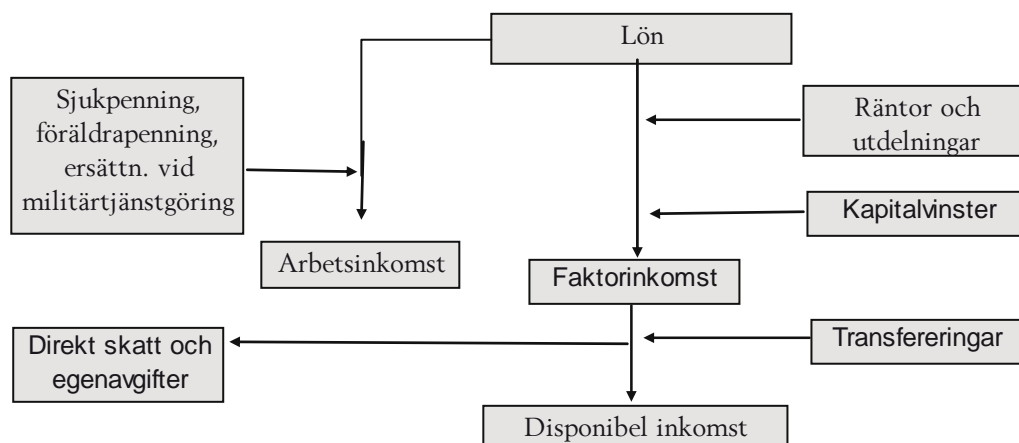 Lön
Sjukpenning,
föräldrapenning,
ersättn. vid
militärtjänstgöring
Räntor och
utdelningar
Kapitalvinster
Arbetsinkomst
Faktorinkomst
Direkt skatt och
egenavgifter
Transfereringar
Disponibel inkomst